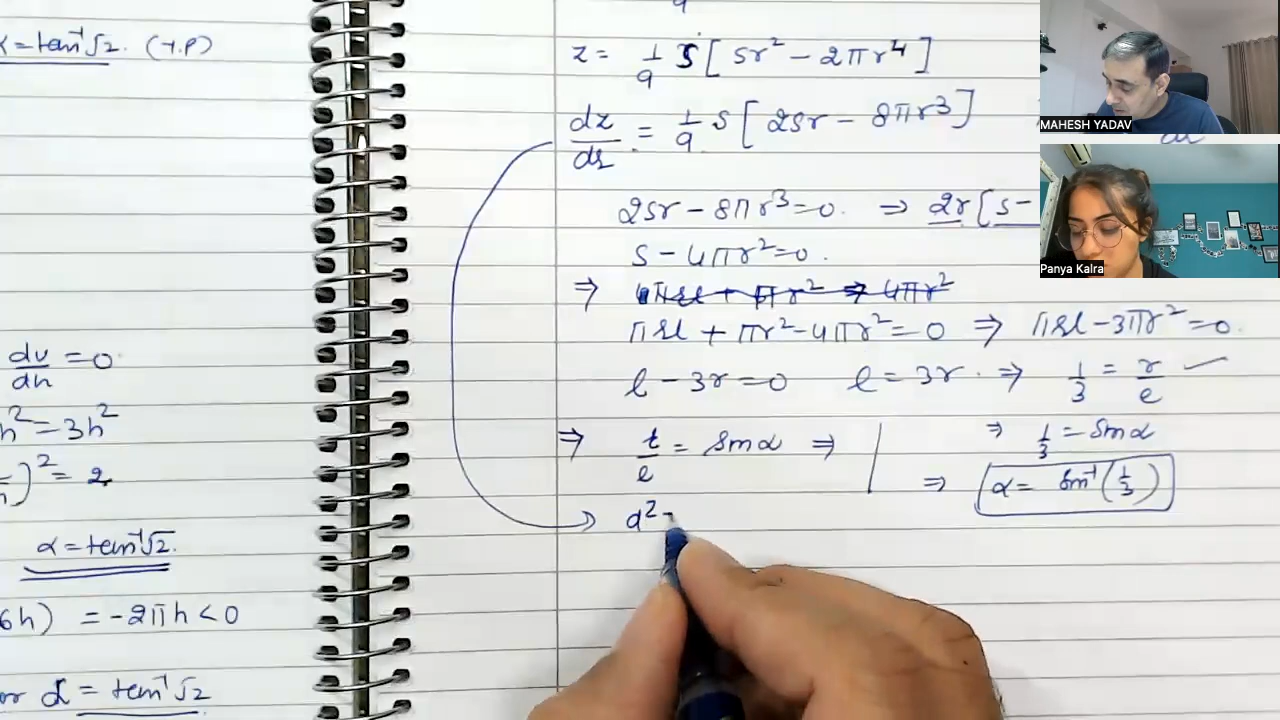 α = tan⁻¹√2. (T.P)
dv/dh = 0
h² = 3h²
)² = 2
α = tan⁻¹√2.
6h) = -2πh < 0
or α = tan⁻¹√2
9
z = 1/9 S [Sr² - 2πr⁴]
dz/dr = 1/9 S [2Sr - 8πr³]
2Sr - 8πr³ = 0. ⇒ 2r[S-
S - 4πr² = 0.
⇒
πrl + πr² - 4πr² = 0 ⇒ πrl - 3πr² = 0.
l - 3r = 0 l = 3r. ⇒ 1/3 = r/l
⇒ r/l = sinα ⇒ ⇒ 1/3 = sinα
⇒ α = sin⁻¹(1/3)
d²
MAHESH YADAV
Panya Kalra